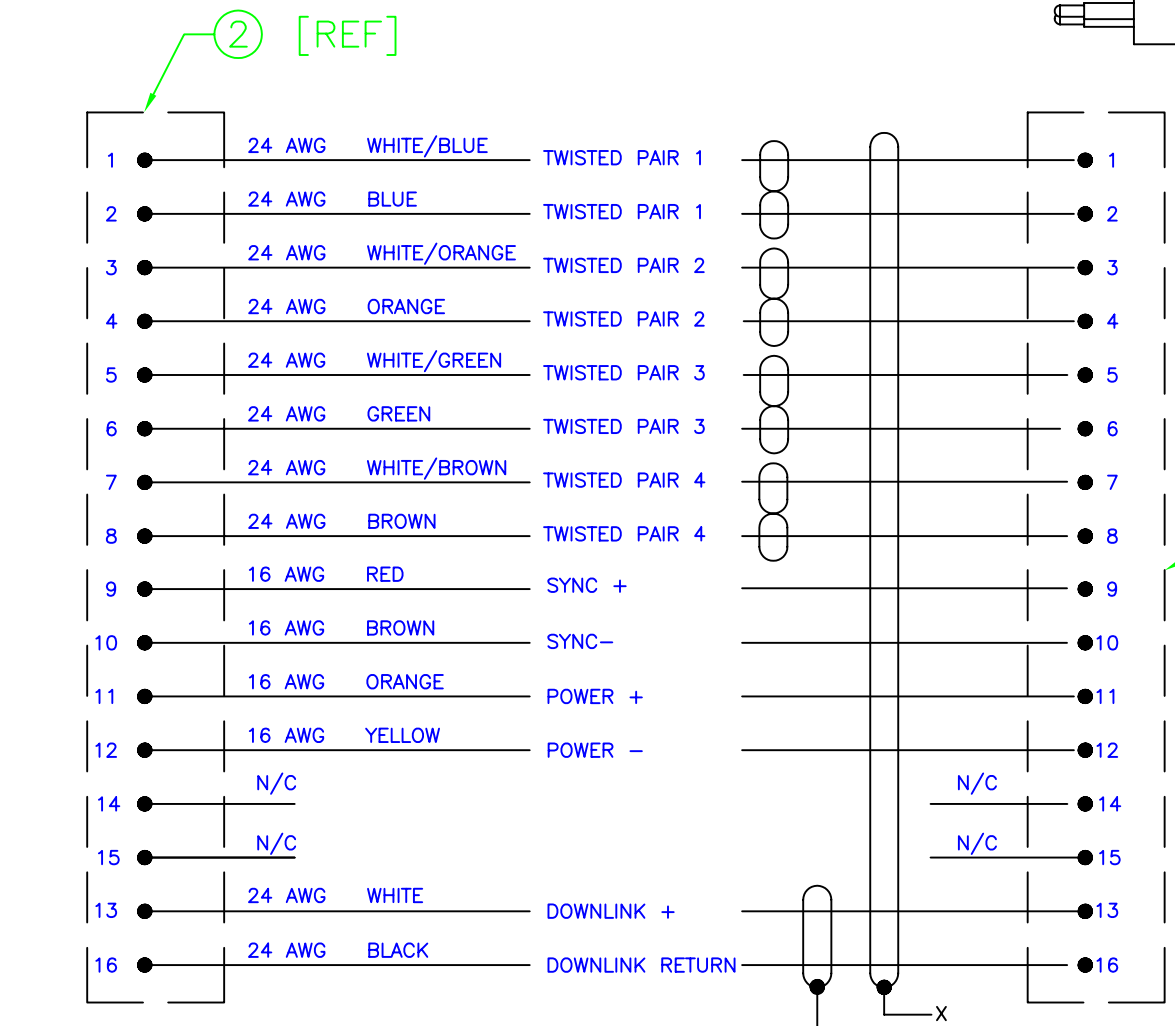 2 [REF]
1 24 AWG WHITE/BLUE TWISTED PAIR 1 1
2 24 AWG BLUE TWISTED PAIR 1 2
3 24 AWG WHITE/ORANGE TWISTED PAIR 2 3
4 24 AWG ORANGE TWISTED PAIR 2 4
5 24 AWG WHITE/GREEN TWISTED PAIR 3 5
6 24 AWG GREEN TWISTED PAIR 3 6
7 24 AWG WHITE/BROWN TWISTED PAIR 4 7
8 24 AWG BROWN TWISTED PAIR 4 8
9 16 AWG RED SYNC + 9
10 16 AWG BROWN SYNC− 10
11 16 AWG ORANGE POWER + 11
12 16 AWG YELLOW POWER − 12
14 N/C N/C 14
15 N/C N/C 15
13 24 AWG WHITE DOWNLINK + 13
16 24 AWG BLACK DOWNLINK RETURN 16
X